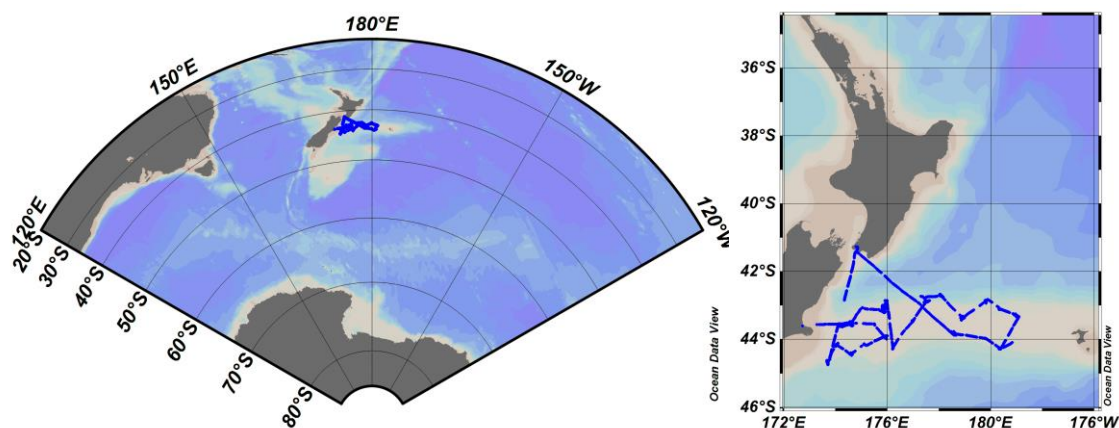 180°E
150°E
150°W
120°E
120°W
20°S
30°S
40°S
50°S
60°S
70°S
80°S
36°S
38°S
40°S
42°S
44°S
46°S
172°E
176°E
180°S
176°W
Ocean Data View
Ocean Data View